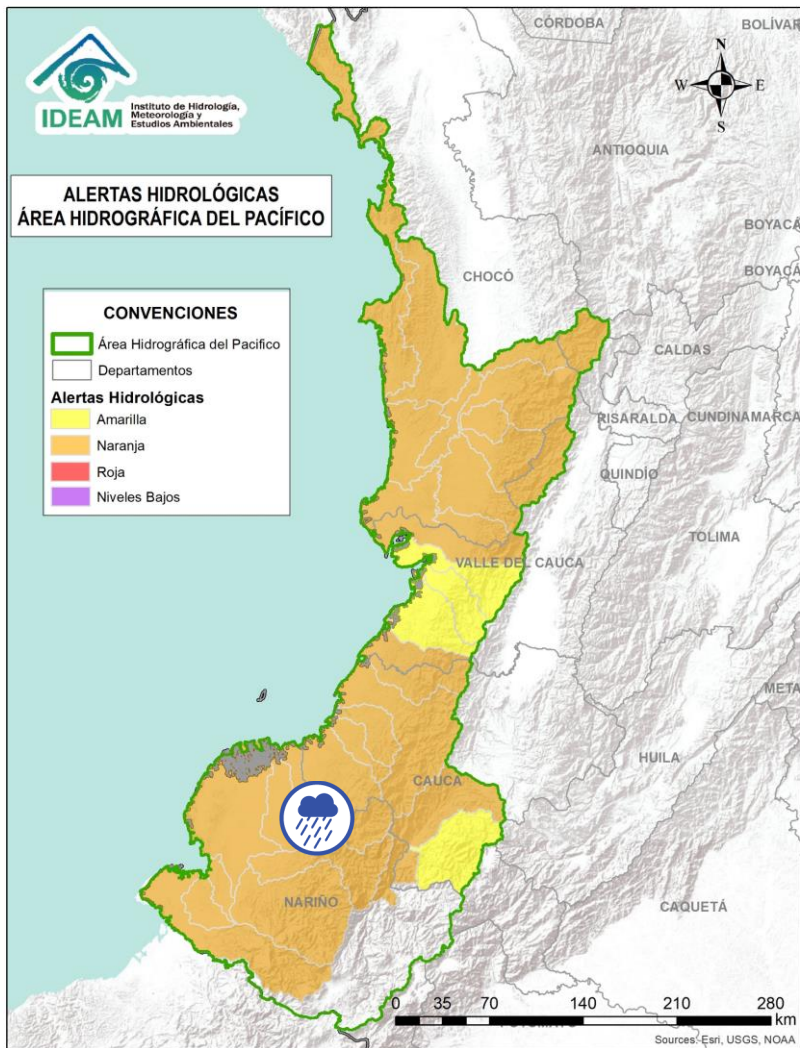 IDEAM
Instituto de Hidrología,
Meteorología y
Estudios Ambientales
ALERTAS HIDROLÓGICAS
ÁREA HIDROGRÁFICA DEL PACÍFICO
CONVENCIONES
Área Hidrográfica del Pacifico
Departamentos
Alertas Hidrológicas
Amarilla
Naranja
Roja
Niveles Bajos
N
W
E
S
CÓRDOBA
BOLÍVAR
ANTIOQUIA
BOYACÁ
BOYACÁ
CHOCÓ
CALDAS
RISARALDA
CUNDINAMARCA
QUINDÍO
TOLIMA
VALLE DEL CAUCA
META
HUILA
CAUCA
NARIÑO
CAQUETÁ
0 35 70 140 210 280
km
Sources: Esri, USGS, NOAA